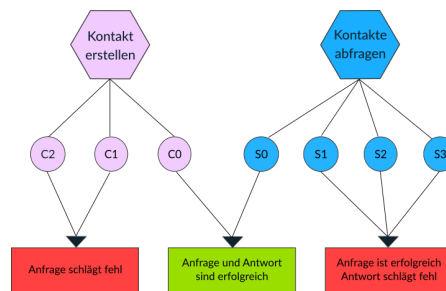 Kontakt
erstellen
Kontakte
abfragen
C2
C1
C0
S0
S1
S2
S3
Anfrage schlägt fehl
Anfrage und Antwort
sind erfolgreich
Anfrage ist erfolgreich
Antwort schlägt fehl